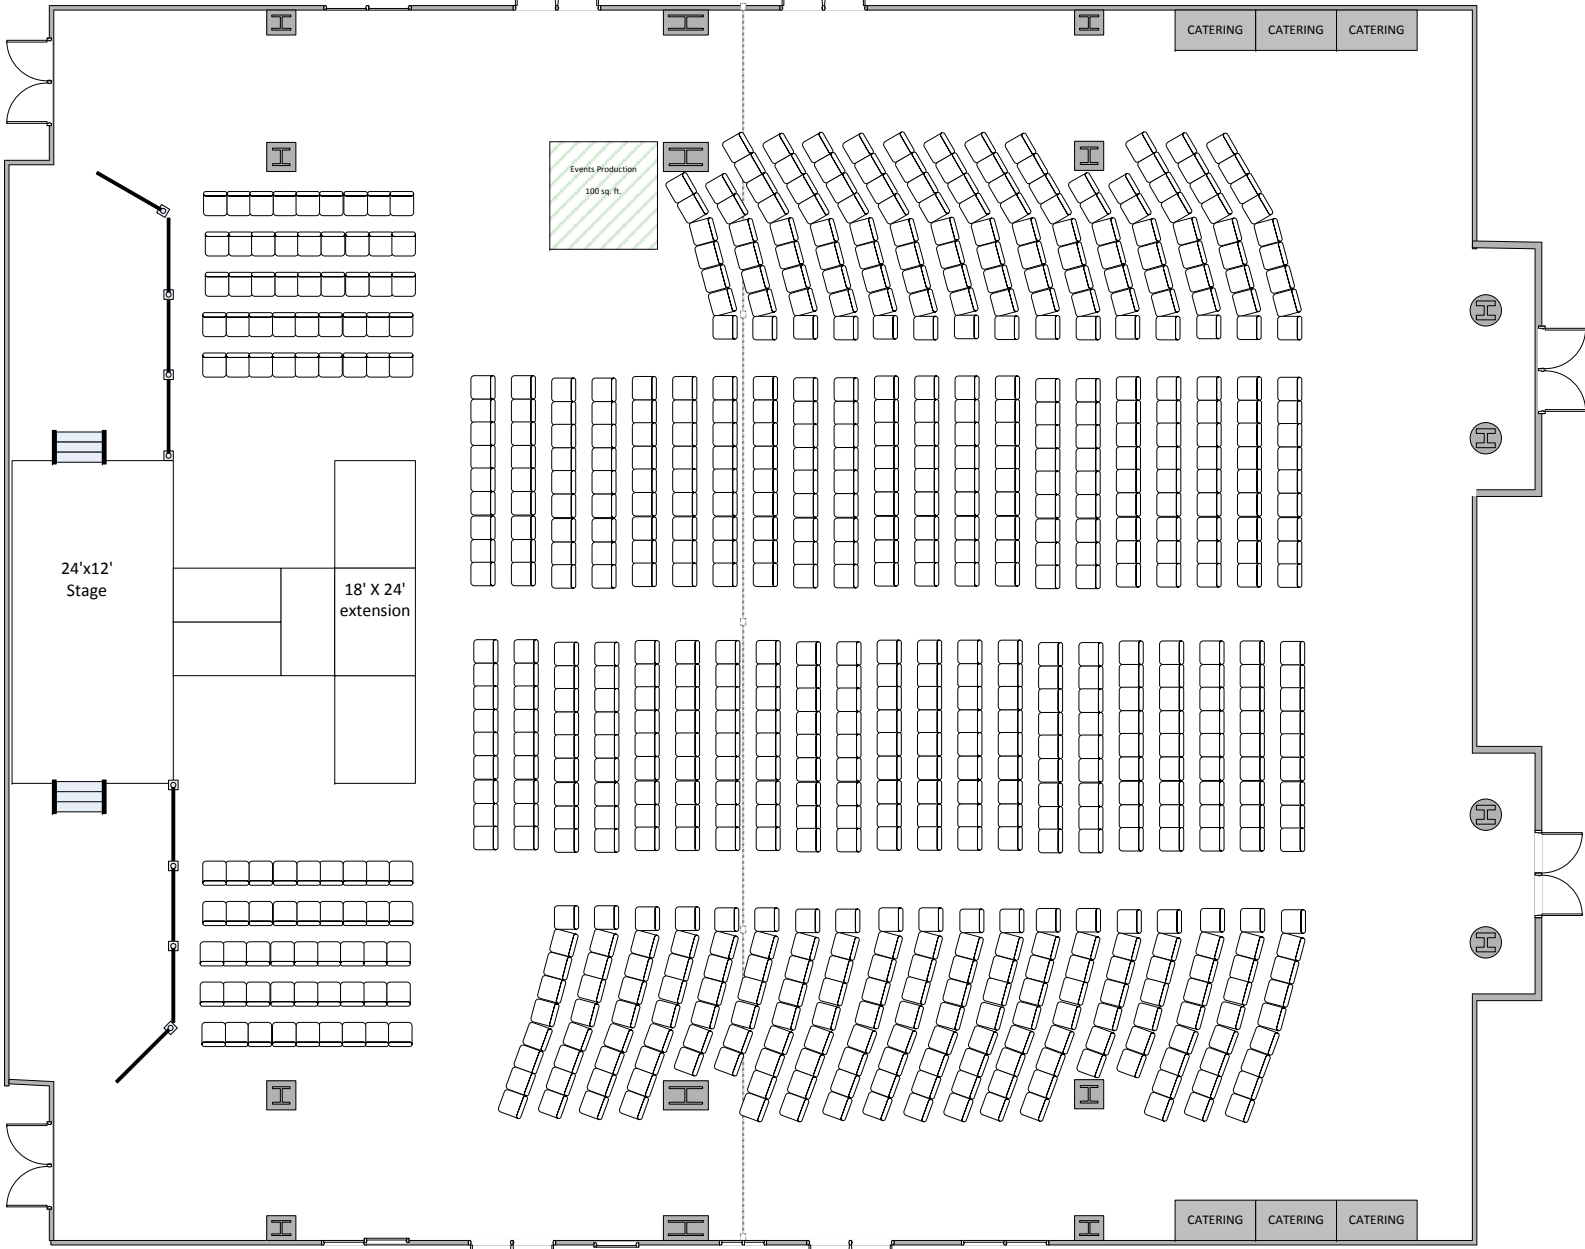 CATERING CATERING CATERING
Events Production
100 sq. ft.
24'x12'
Stage
18' X 24'
extension
CATERING CATERING CATERING